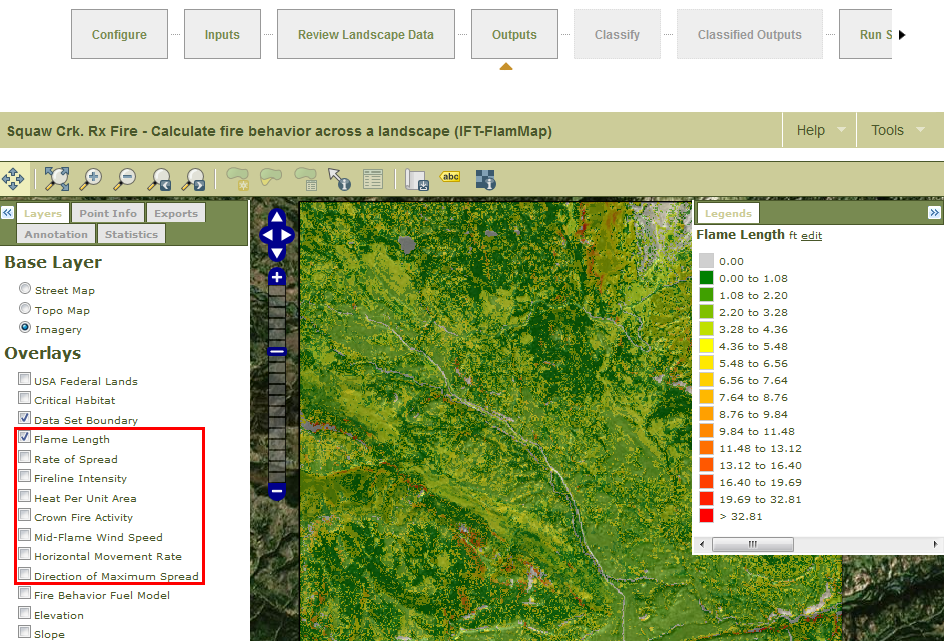 Configure
Inputs
Review Landscape Data
Outputs
Classify
Classified Outputs
Run S
Squaw Crk. Rx Fire - Calculate fire behavior across a landscape (IFT-FlamMap)
Help
Tools
abc
Layers
Point Info
Exports
Annotation
Statistics
Base Layer
Street Map
Topo Map
Imagery
Overlays
USA Federal Lands
Critical Habitat
Data Set Boundary
Flame Length
Rate of Spread
Fireline Intensity
Heat Per Unit Area
Crown Fire Activity
Mid-Flame Wind Speed
Horizontal Movement Rate
Direction of Maximum Spread
Fire Behavior Fuel Model
Elevation
Slope
Legends
Flame Length ft edit
0.00
0.00 to 1.08
1.08 to 2.20
2.20 to 3.28
3.28 to 4.36
4.36 to 5.48
5.48 to 6.56
6.56 to 7.64
7.64 to 8.76
8.76 to 9.84
9.84 to 11.48
11.48 to 13.12
13.12 to 16.40
16.40 to 19.69
19.69 to 32.81
> 32.81